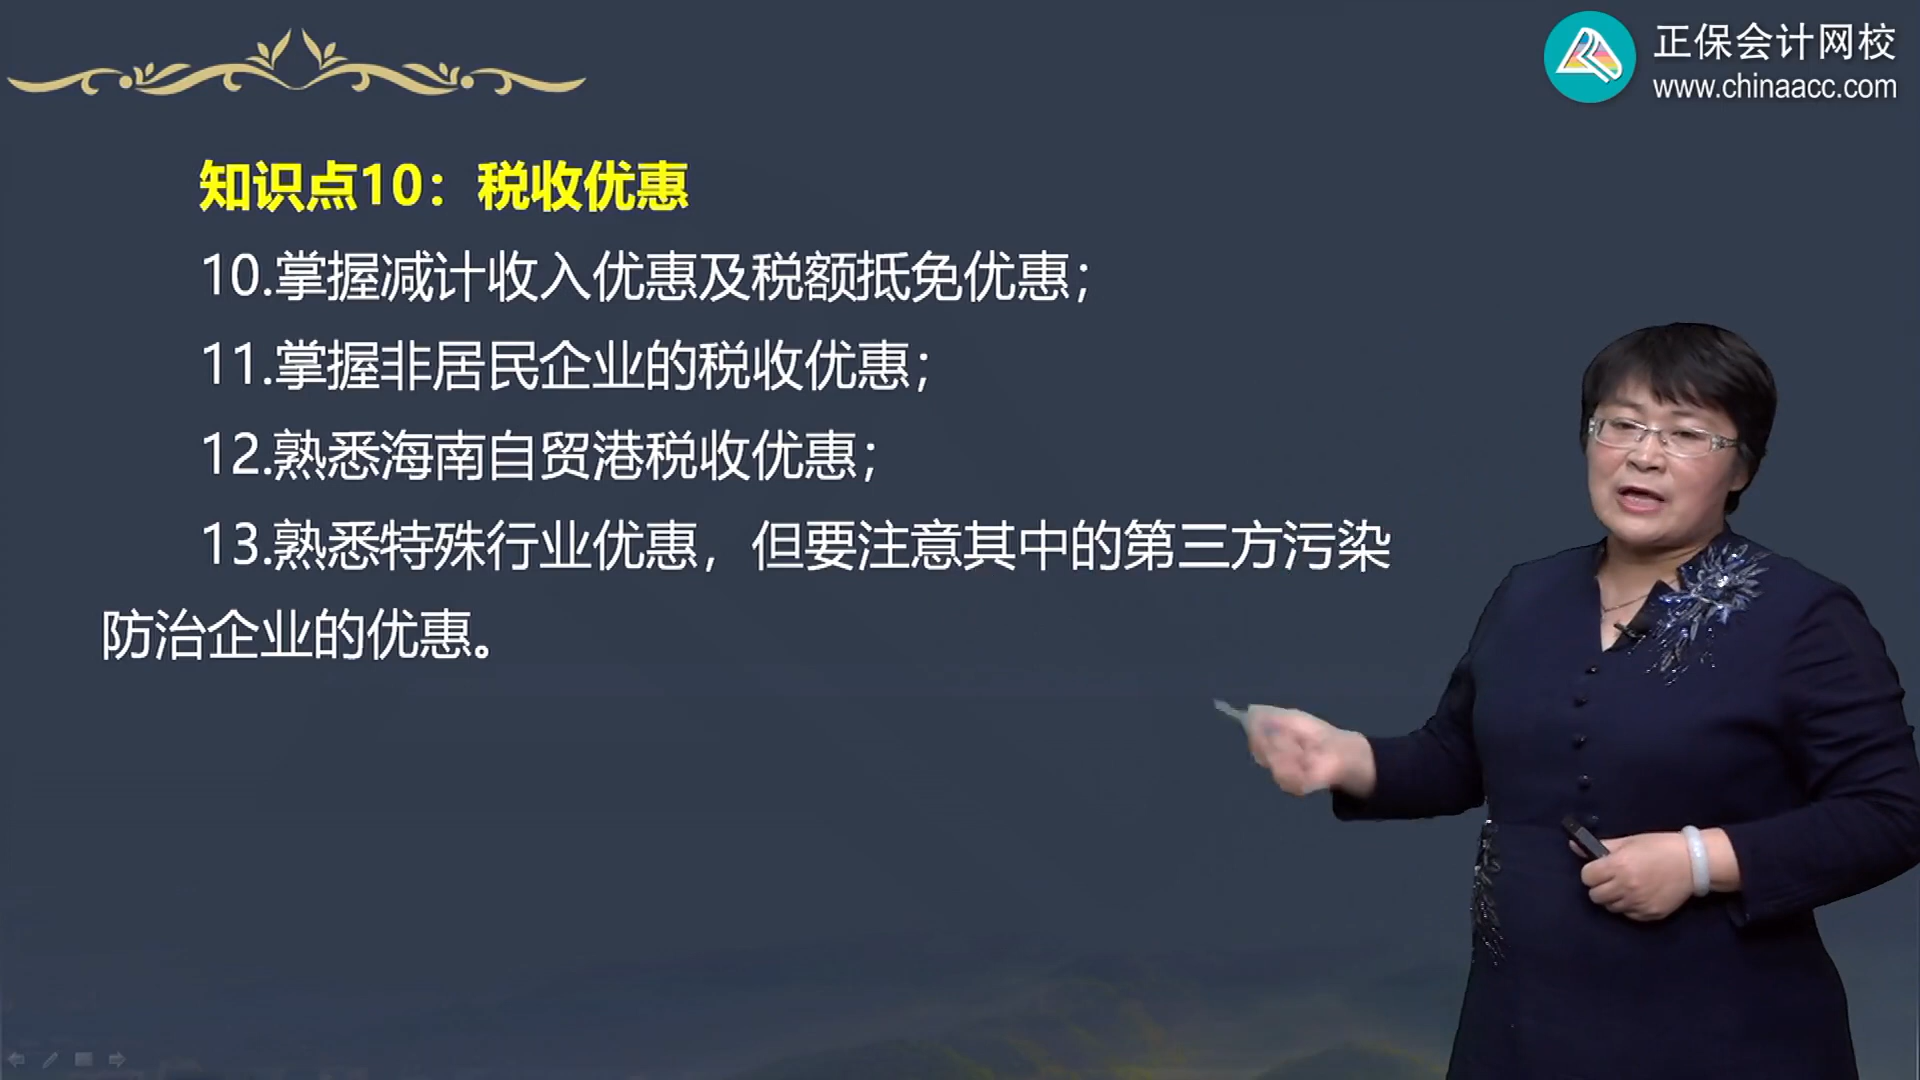 正保会计网校
www.chinaacc.com
知识点10：税收优惠
10.掌握减计收入优惠及税额抵免优惠；
11.掌握非居民企业的税收优惠；
12.熟悉海南自贸港税收优惠；
13.熟悉特殊行业优惠，但要注意其中的第三方污染
防治企业的优惠。